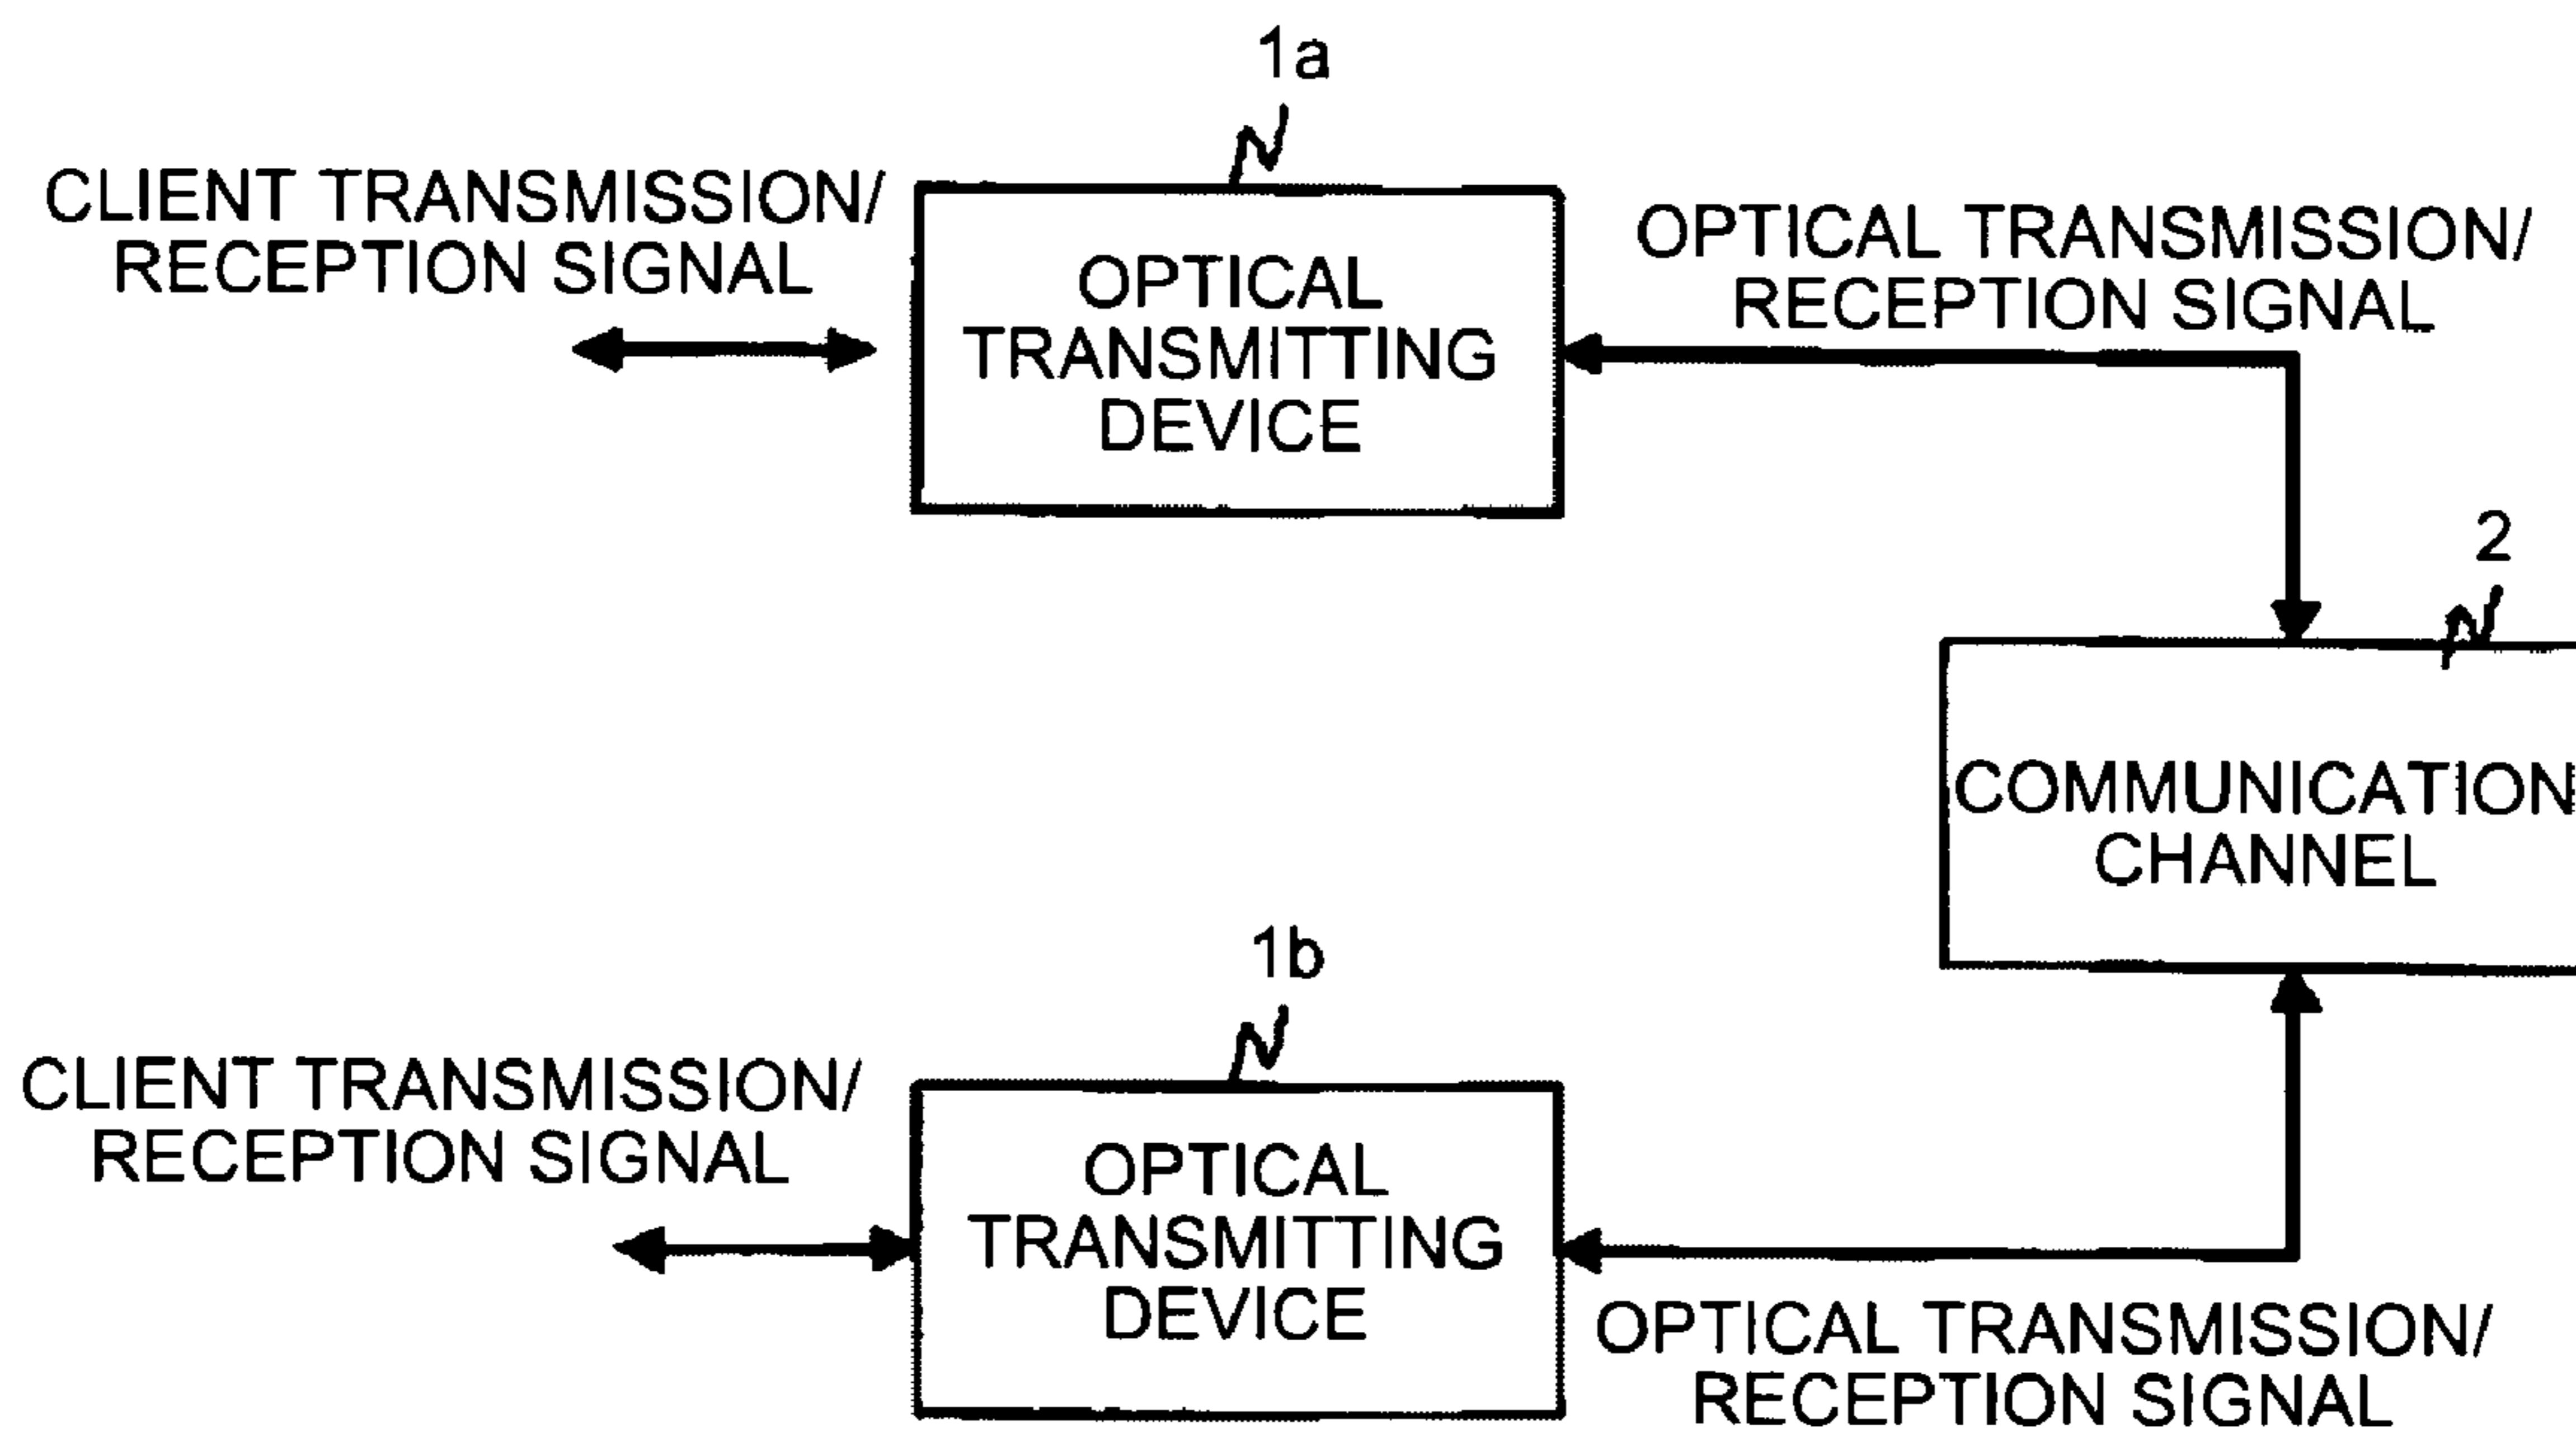 1a
CLIENT TRANSMISSION/
RECEPTION SIGNAL
OPTICAL
TRANSMITTING
DEVICE
OPTICAL TRANSMISSION/
RECEPTION SIGNAL
2
COMMUNICATION
CHANNEL
1b
CLIENT TRANSMISSION/
RECEPTION SIGNAL
OPTICAL
TRANSMITTING
DEVICE
OPTICAL TRANSMISSION/
RECEPTION SIGNAL